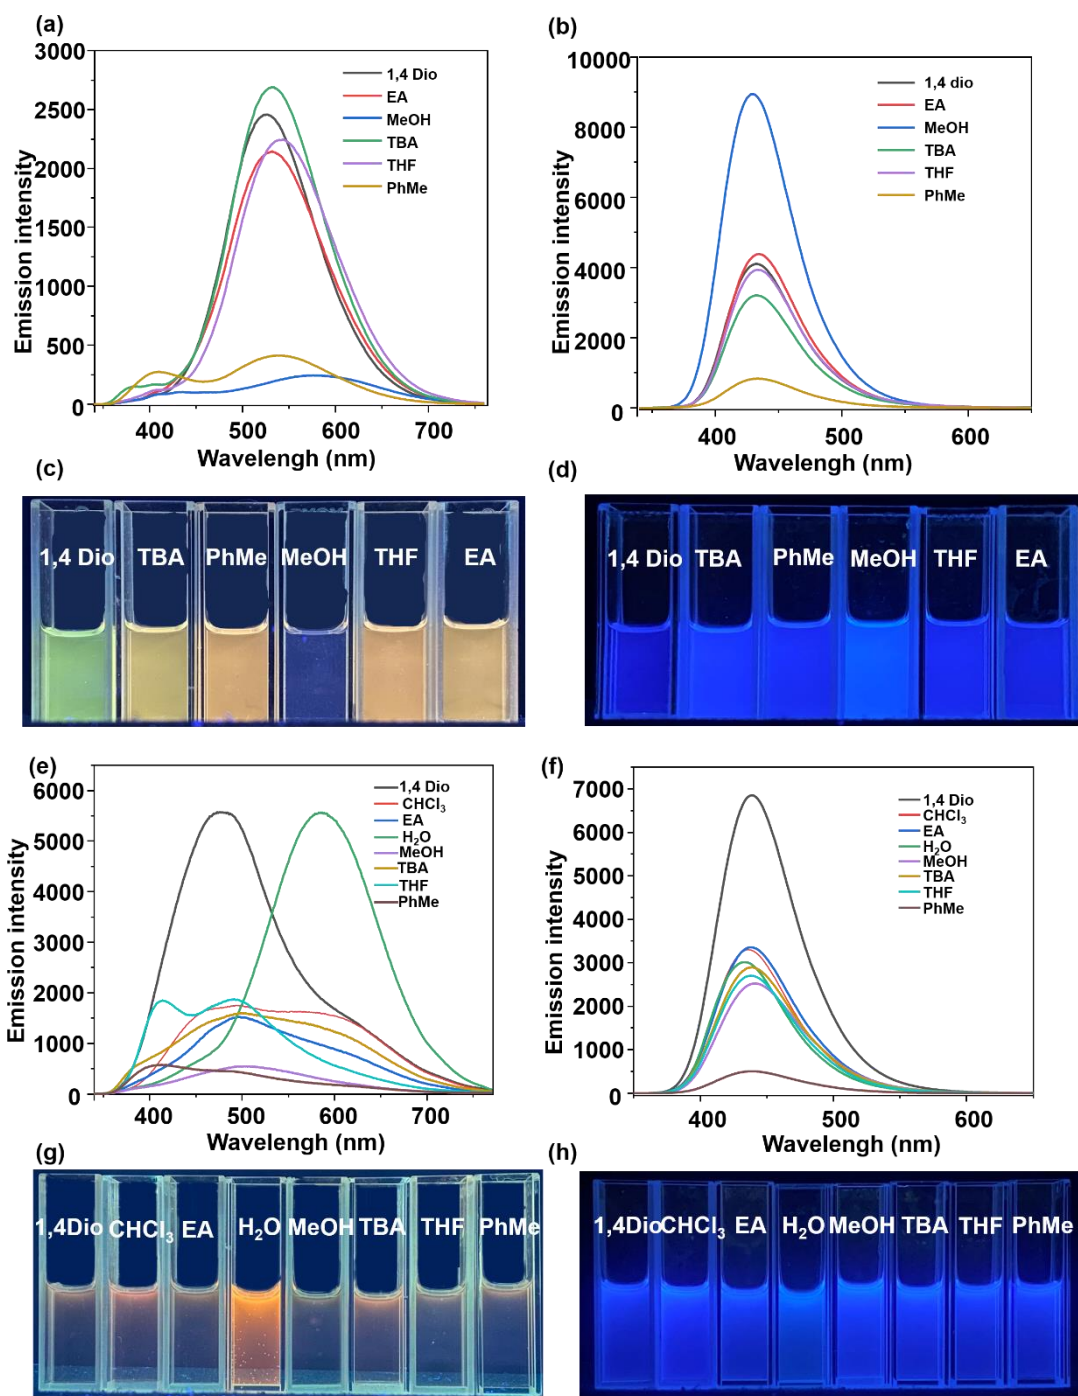 (a)
3000
2500
2000
1500
1000
500
0
400 500 600 700
Emission intensity
Wavelengh (nm)
1,4 Dio
EA
MeOH
TBA
THF
PhMe
(b)
10000
8000
6000
4000
2000
0
400 500 600
Emission intensity
Wavelengh (nm)
1,4 dio
EA
MeOH
TBA
THF
PhMe
(c)
1,4 Dio TBA PhMe MeOH THF EA
(d)
1,4 Dio TBA PhMe MeOH THF EA
(e)
6000
5000
4000
3000
2000
1000
0
400 500 600 700
Emission intensity
Wavelengh (nm)
1,4 Dio
CHCl₃
EA
H₂O
MeOH
TBA
THF
PhMe
(f)
7000
6000
5000
4000
3000
2000
1000
0
400 500 600
Emission intensity
Wavelengh (nm)
1,4 Dio
CHCl₃
EA
H₂O
MeOH
TBA
THF
PhMe
(g)
1,4Dio CHCl₃ EA H₂O MeOH TBA THF PhMe
(h)
1,4Dio CHCl₃ EA H₂O MeOH TBA THF PhMe